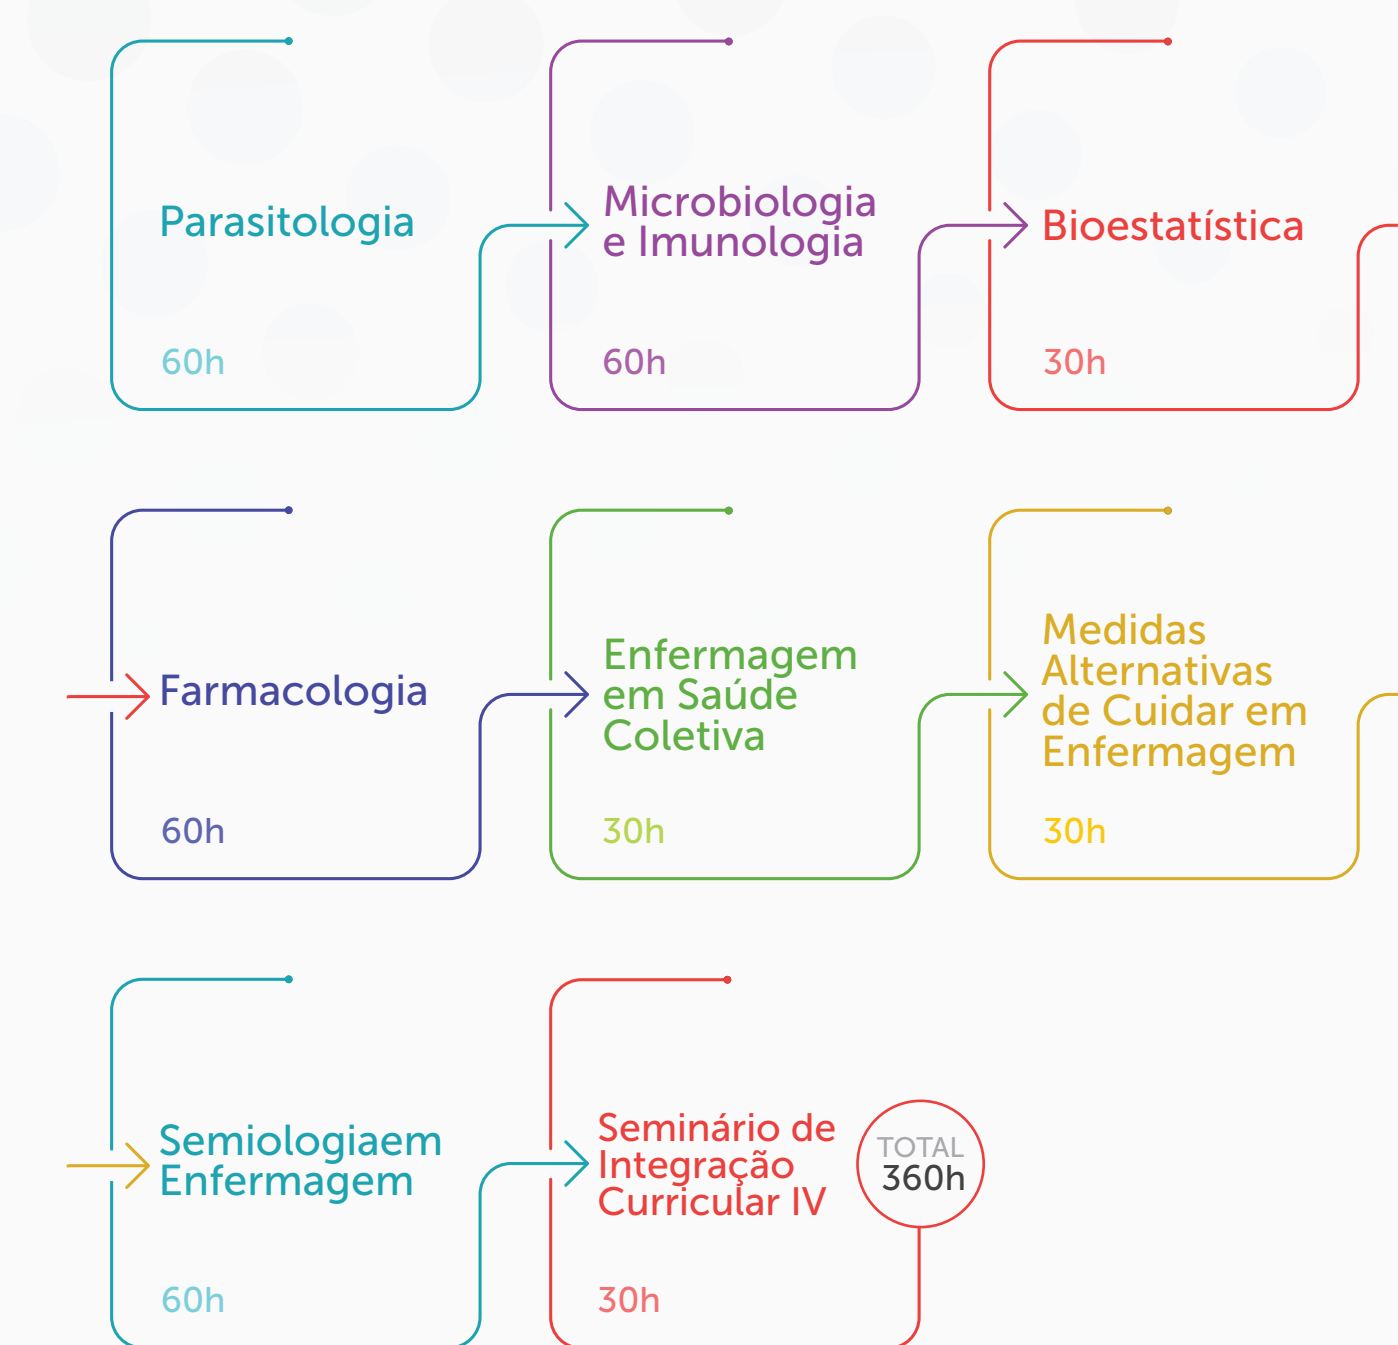 Parasitologia
60h
Microbiologia
e Imunologia
60h
Bioestatística
30h
Farmacologia
60h
Enfermagem
em Saúde
Coletiva
30h
Medidas
Alternativas
de Cuidar em
Enfermagem
30h
Semiologiaem
Enfermagem
60h
Seminário de
Integração
Curricular IV
30h
TOTAL
360h